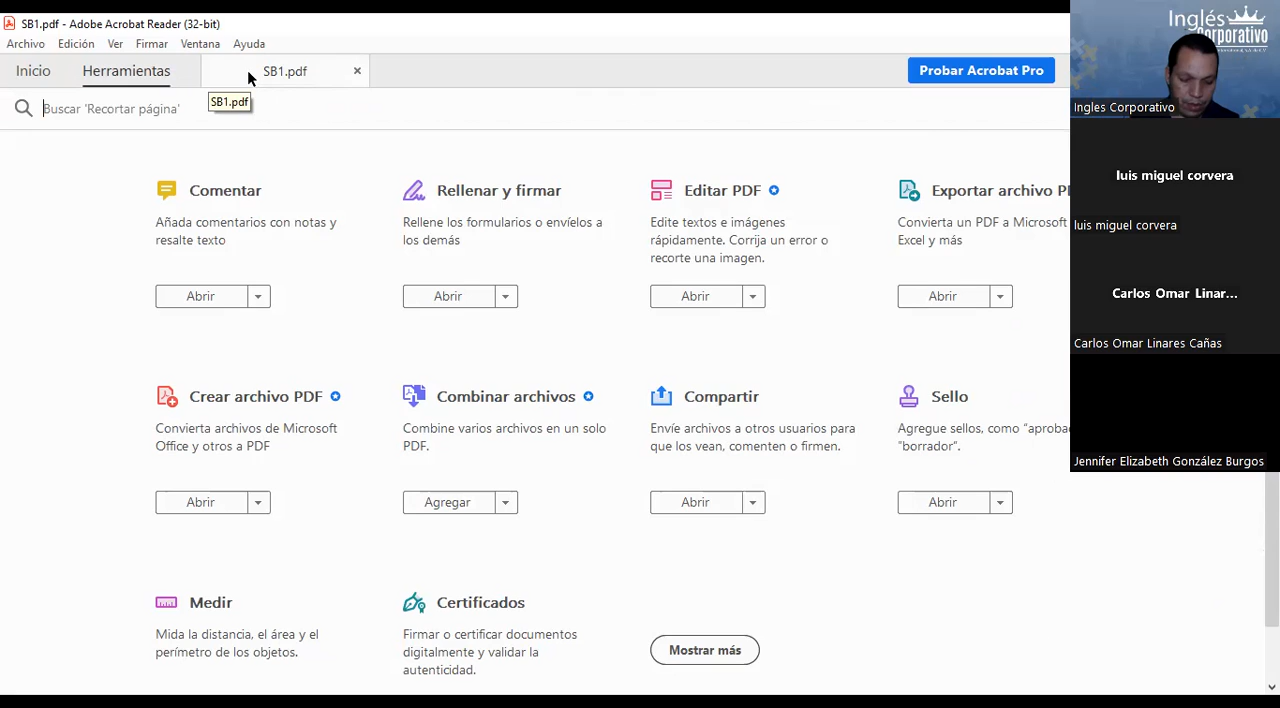 SB1.pdf - Adobe Acrobat Reader (32-bit)
Archivo Edición Ver Firmar Ventana Ayuda
Inicio Herramientas SB1.pdf × Probar Acrobat Pro
SB1.pdf
Buscar 'Recortar página'
Comentar
Añada comentarios con notas y
resalte texto
Abrir
Rellenar y firmar
Rellene los formularios o envíelos a
los demás
Abrir
Editar PDF
Edite textos e imágenes
rápidamente. Corrija un error o
recorte una imagen.
Abrir
Exportar archivo
Convierta un PDF a Microsoft
Excel y más
Abrir
Crear archivo PDF
Convierta archivos de Microsoft
Office y otros a PDF
Abrir
Combinar archivos
Combine varios archivos en un solo
PDF.
Agregar
Compartir
Envíe archivos a otros usuarios para
que los vean, comenten o firmen.
Abrir
Sello
Agregue sellos, como "aprobad
"borrador".
Abrir
Medir
Mida la distancia, el área y el
perímetro de los objetos.
Certificados
Firmar o certificar documentos
digitalmente y validar la
autenticidad.
Mostrar más
Inglés
Corporativo
Ingles Corporativo
luis miguel corvera
luis miguel corvera
Carlos Omar Linar...
Carlos Omar Linares Cañas
Jennifer Elizabeth González Burgos